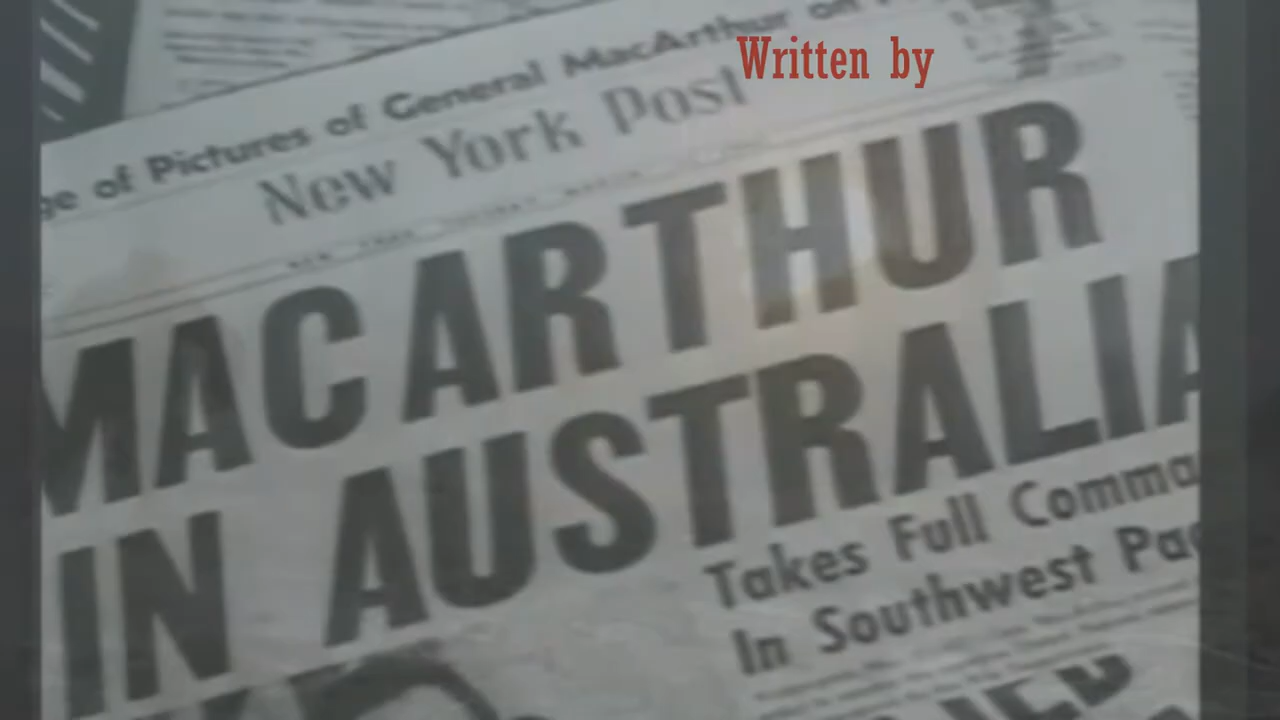 Written by
ge of Pictures of General MacArthur on
New York Post
MACARTHUR
IN AUSTRALIA
Takes Full Comma
In Southwest Pac